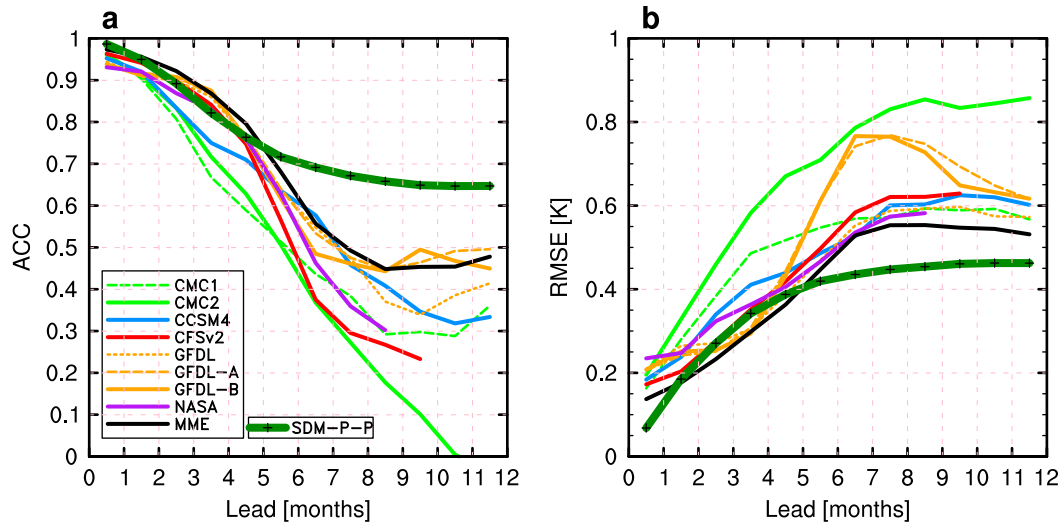 a
ACC
1
0.9
0.8
0.7
0.6
0.5
0.4
0.3
0.2
0.1
0
CMC1
CMC2
CCSM4
CFSv2
GFDL
GFDL-A
GFDL-B
NASA
MME
SDM-P-P
0 1 2 3 4 5 6 7 8 9 10 11 12
Lead [months]
b
RMSE [K]
1
0.8
0.6
0.4
0.2
0
0 1 2 3 4 5 6 7 8 9 10 11 12
Lead [months]